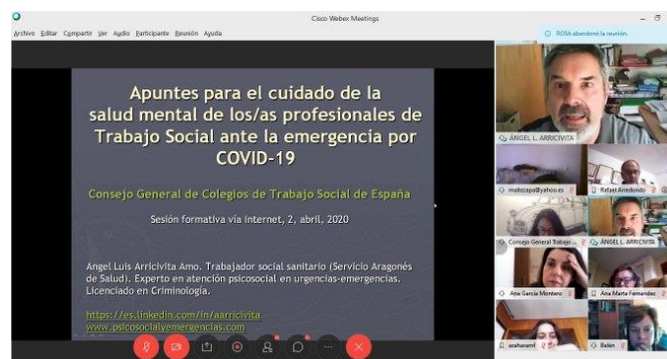 Cisco Webex Meetings
Archivo Editar Compartir Ver Audio Participante Reunión Ayuda
ROSA abandonó la reunión.
Apuntes para el cuidado de la
salud mental de los/as profesionales de
Trabajo Social ante la emergencia por
COVID-19
Consejo General de Colegios de Trabajo Social de España
Sesión formativa vía internet, 2, abril, 2020
Angel Luis Arricivita Amo. Trabajador social sanitario (Servicio Aragonés
de Salud). Experto en atención psicosocial en urgencias-emergencias.
Licenciado en Criminología.
https://es.linkedin.com/in/aarricivita
www.psicosocialyemergencias.com
ÁNGEL L. ARRICIVITA
Rafael Arredondo
Consejo General Trabajo ...
ÁNGEL L. ARRICIVITA
Ana García Montero
Ana Marta Fernandez
Belén